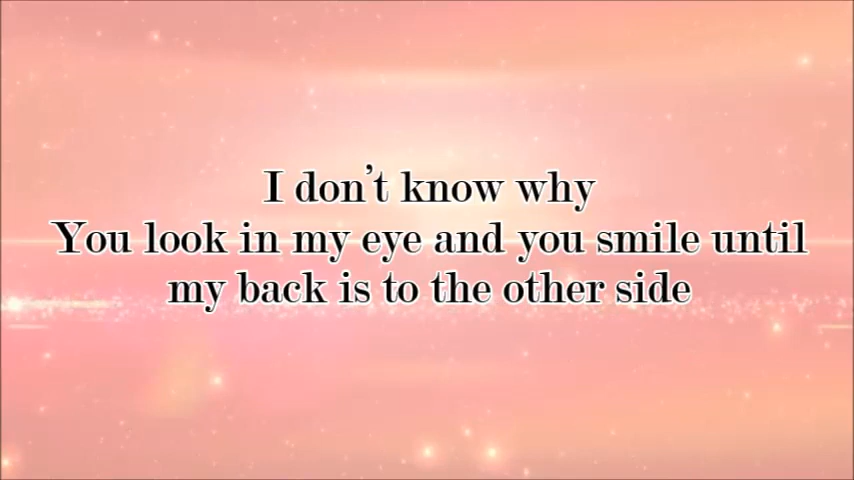 I don't know why
You look in my eye and you smile until
my back is to the other side